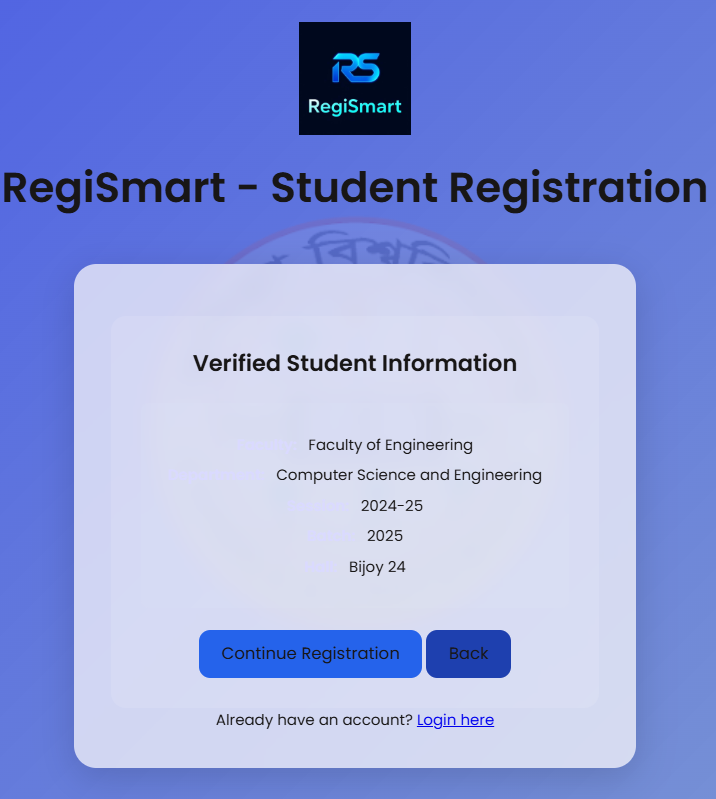 RS
RegiSmart
RegiSmart - Student Registration
Verified Student Information
Faculty of Engineering
Computer Science and Engineering
2024-25
2025
Bijoy 24
Continue Registration
Back
Already have an account? Login here